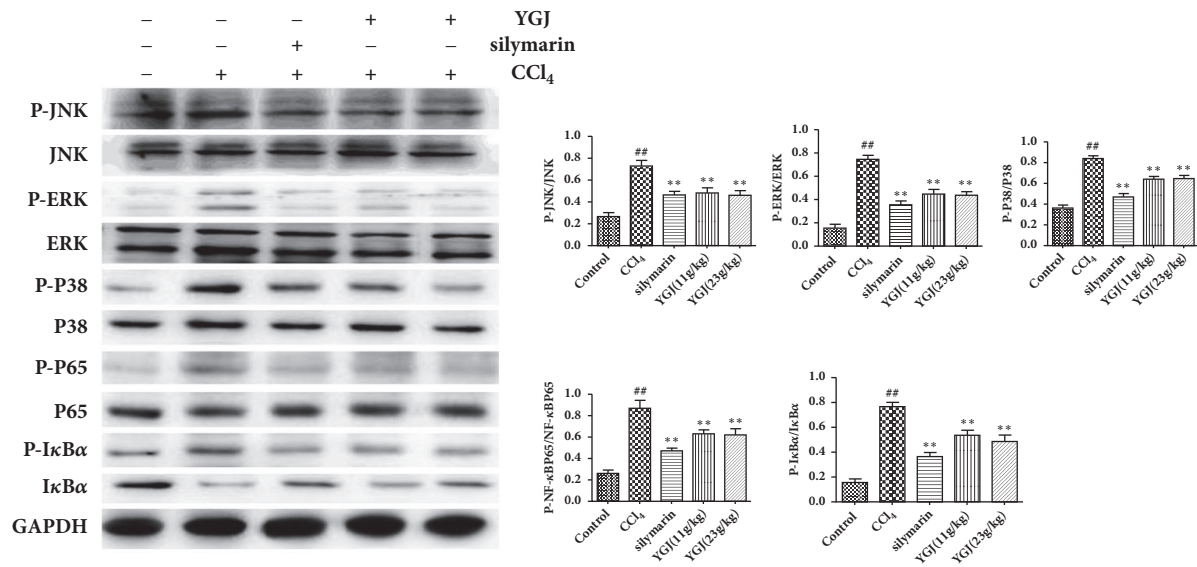 – – – + + YGJ
– – + – – silymarin
– + + + + CCl₄
P-JNK
JNK
P-ERK
ERK
P-P38
P38
P-P65
P65
P-IκBα
IκBα
GAPDH
P-JNK/JNK
1.0
0.8
0.6
0.4
0.2
0.0
##
**
**
**
Control
CCl₄
silymarin
YGJ(11g/kg)
YGJ(23g/kg)
P-ERK/ERK
1.0
0.8
0.6
0.4
0.2
0.0
##
**
**
**
Control
CCl₄
silymarin
YGJ(11g/kg)
YGJ(23g/kg)
P-P38/P38
1.0
0.8
0.6
0.4
0.2
0.0
##
**
**
**
Control
CCl₄
silymarin
YGJ(11g/kg)
YGJ(23g/kg)
P-NF-κBP65/NF-κBP65
1.0
0.8
0.6
0.4
0.2
0.0
##
**
**
**
Control
CCl₄
silymarin
YGJ(11g/kg)
YGJ(23g/kg)
P-IκBα/IκBα
1.0
0.8
0.6
0.4
0.2
0.0
##
**
**
**
Control
CCl₄
silymarin
YGJ(11g/kg)
YGJ(23g/kg)